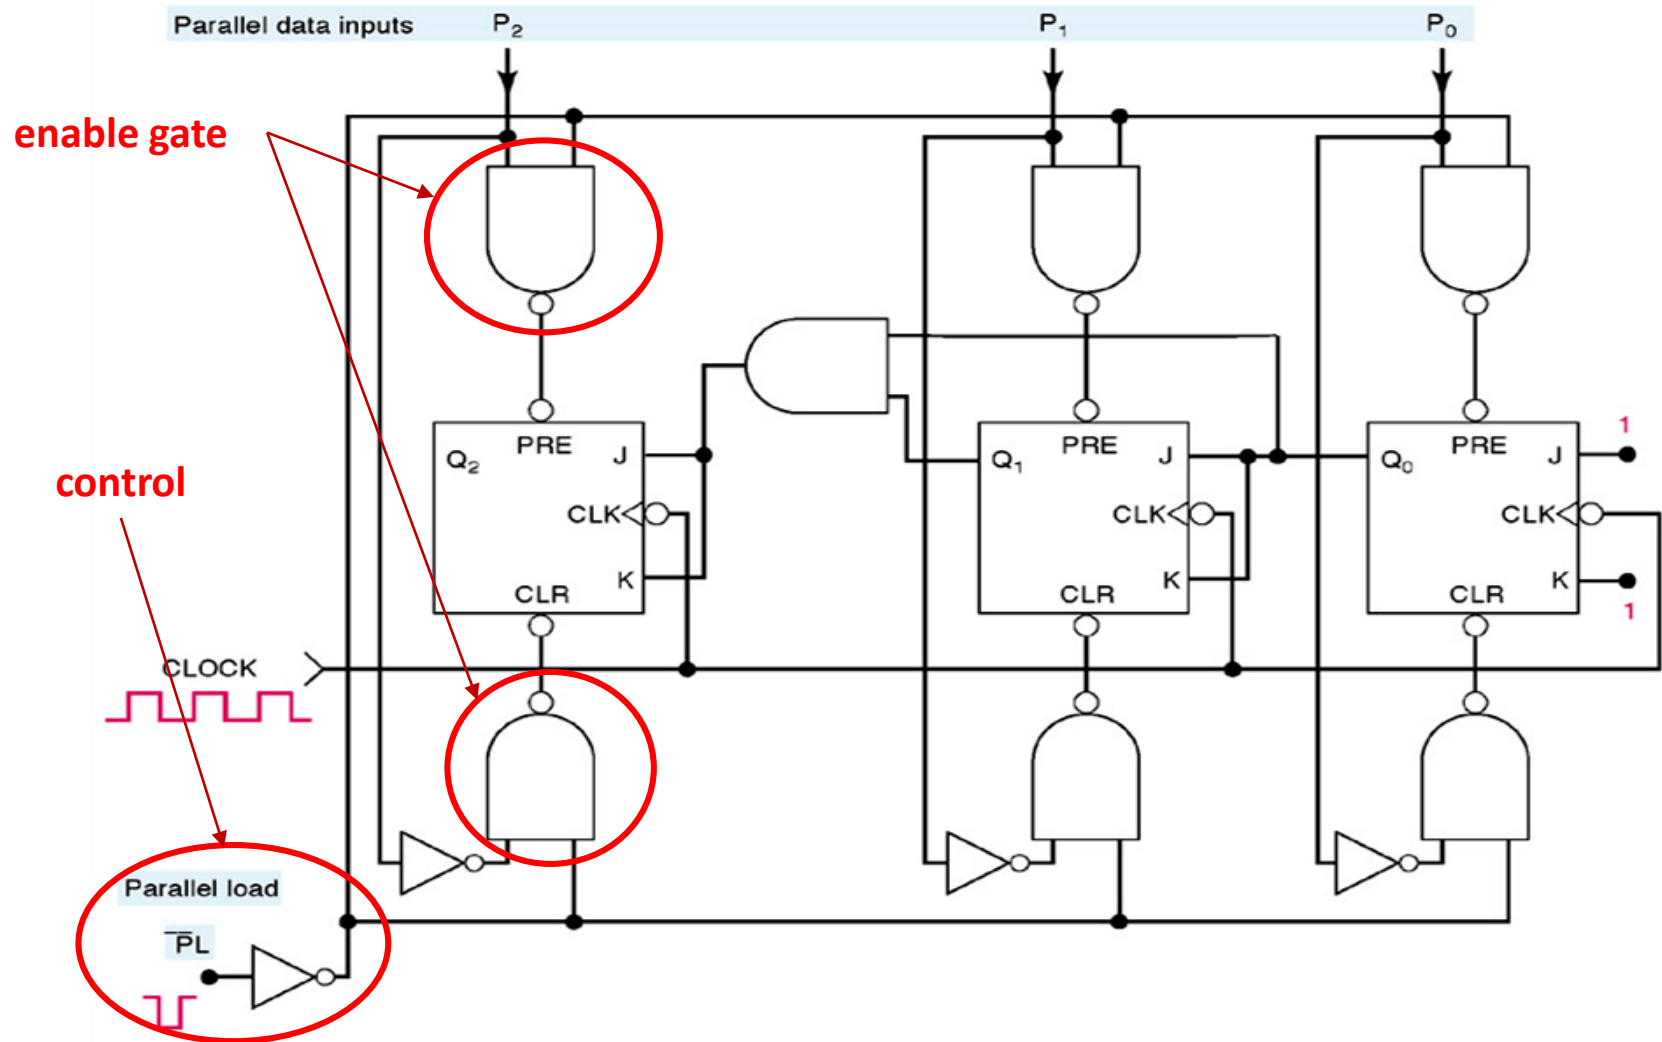 Parallel data inputs P₂ P₁ P₀
enable gate
PRE PRE PRE
Q₂ J Q₁ J Q₀ J
1
control
CLK CLK CLK
K K K
CLR CLR CLR
1
CLOCK
Parallel load
P̅L̅